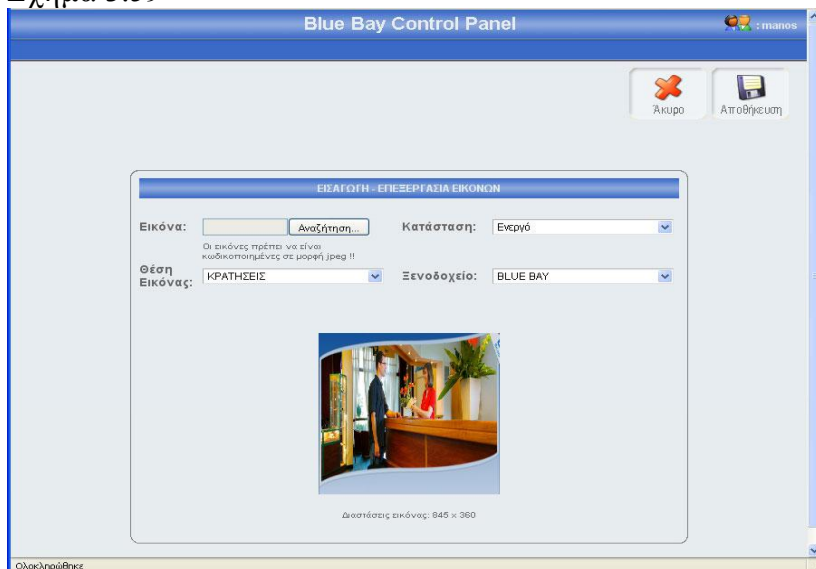 Blue Bay Control Panel
: manos
Άκυρο
Αποθήκευση
ΕΙΣΑΓΩΓΗ - ΕΠΕΞΕΡΓΑΣΙΑ ΕΙΚΟΝΩΝ
Εικόνα:
Αναζήτηση...
Κατάσταση:
Ενεργό
Οι εικόνες πρέπει να είναι
κωδικοποιημένες σε μορφή jpeg !!
Θέση
Εικόνας:
ΚΡΑΤΗΣΕΙΣ
Ξενοδοχείο:
BLUE BAY
Διαστάσεις εικόνας: 845 x 360
Ολοκληρώθηκε